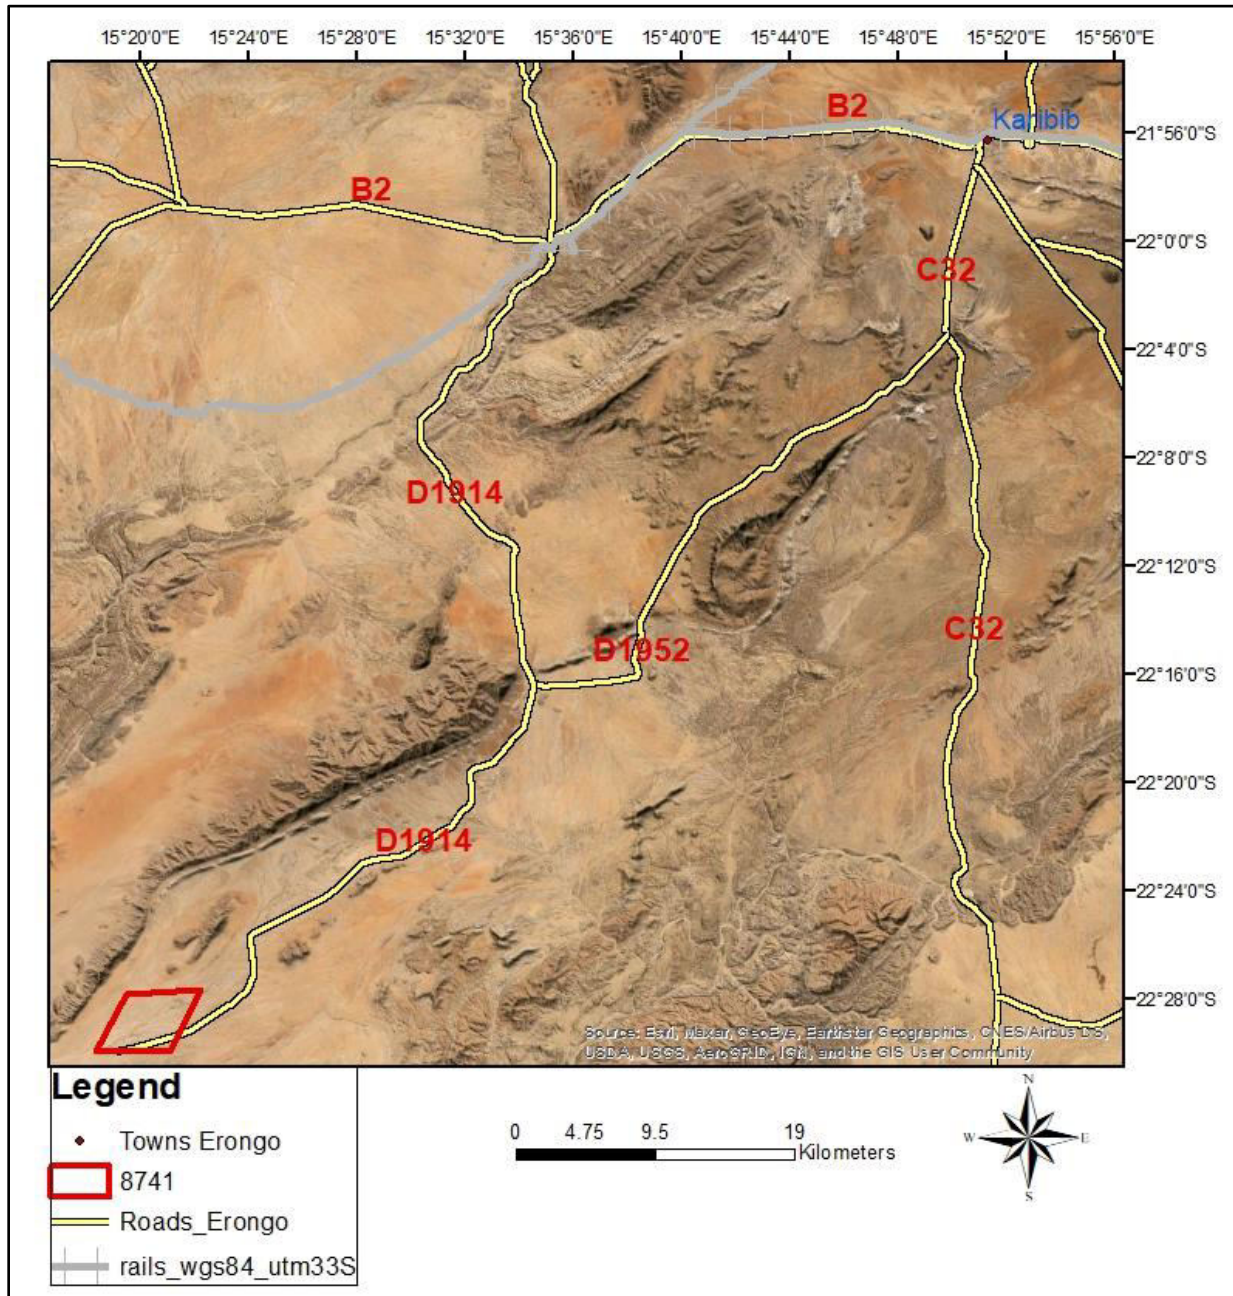 15°20'0"E 15°24'0"E 15°28'0"E 15°32'0"E 15°36'0"E 15°40'0"E 15°44'0"E 15°48'0"E 15°52'0"E 15°56'0"E
B2
Karibib
21°56'0"S
B2
22°0'0"S
C32
22°4'0"S
22°8'0"S
D1914
22°12'0"S
C32
D1952
22°16'0"S
22°20'0"S
D1914
22°24'0"S
22°28'0"S
Source: Esri, Maxar, GeoEye, Earthstar Geographics, CNES/Airbus DS,
USDA, USGS, AeroGRID, IGN, and the GIS User Community
Legend
Towns Erongo
8741
Roads_Erongo
rails_wgs84_utm33S
0 4.75 9.5 19
Kilometers
N
W E
S